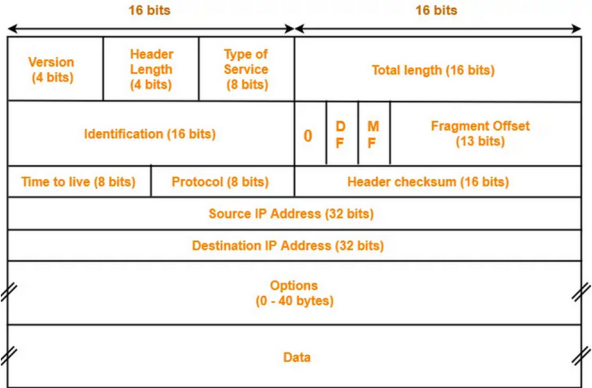 16 bits 16 bits
Version
(4 bits)
Header
Length
(4 bits)
Type of
Service
(8 bits)
Total length (16 bits)
Identification (16 bits)
0
D
F
M
F
Fragment Offset
(13 bits)
Time to live (8 bits)
Protocol (8 bits)
Header checksum (16 bits)
Source IP Address (32 bits)
Destination IP Address (32 bits)
Options
(0 - 40 bytes)
Data